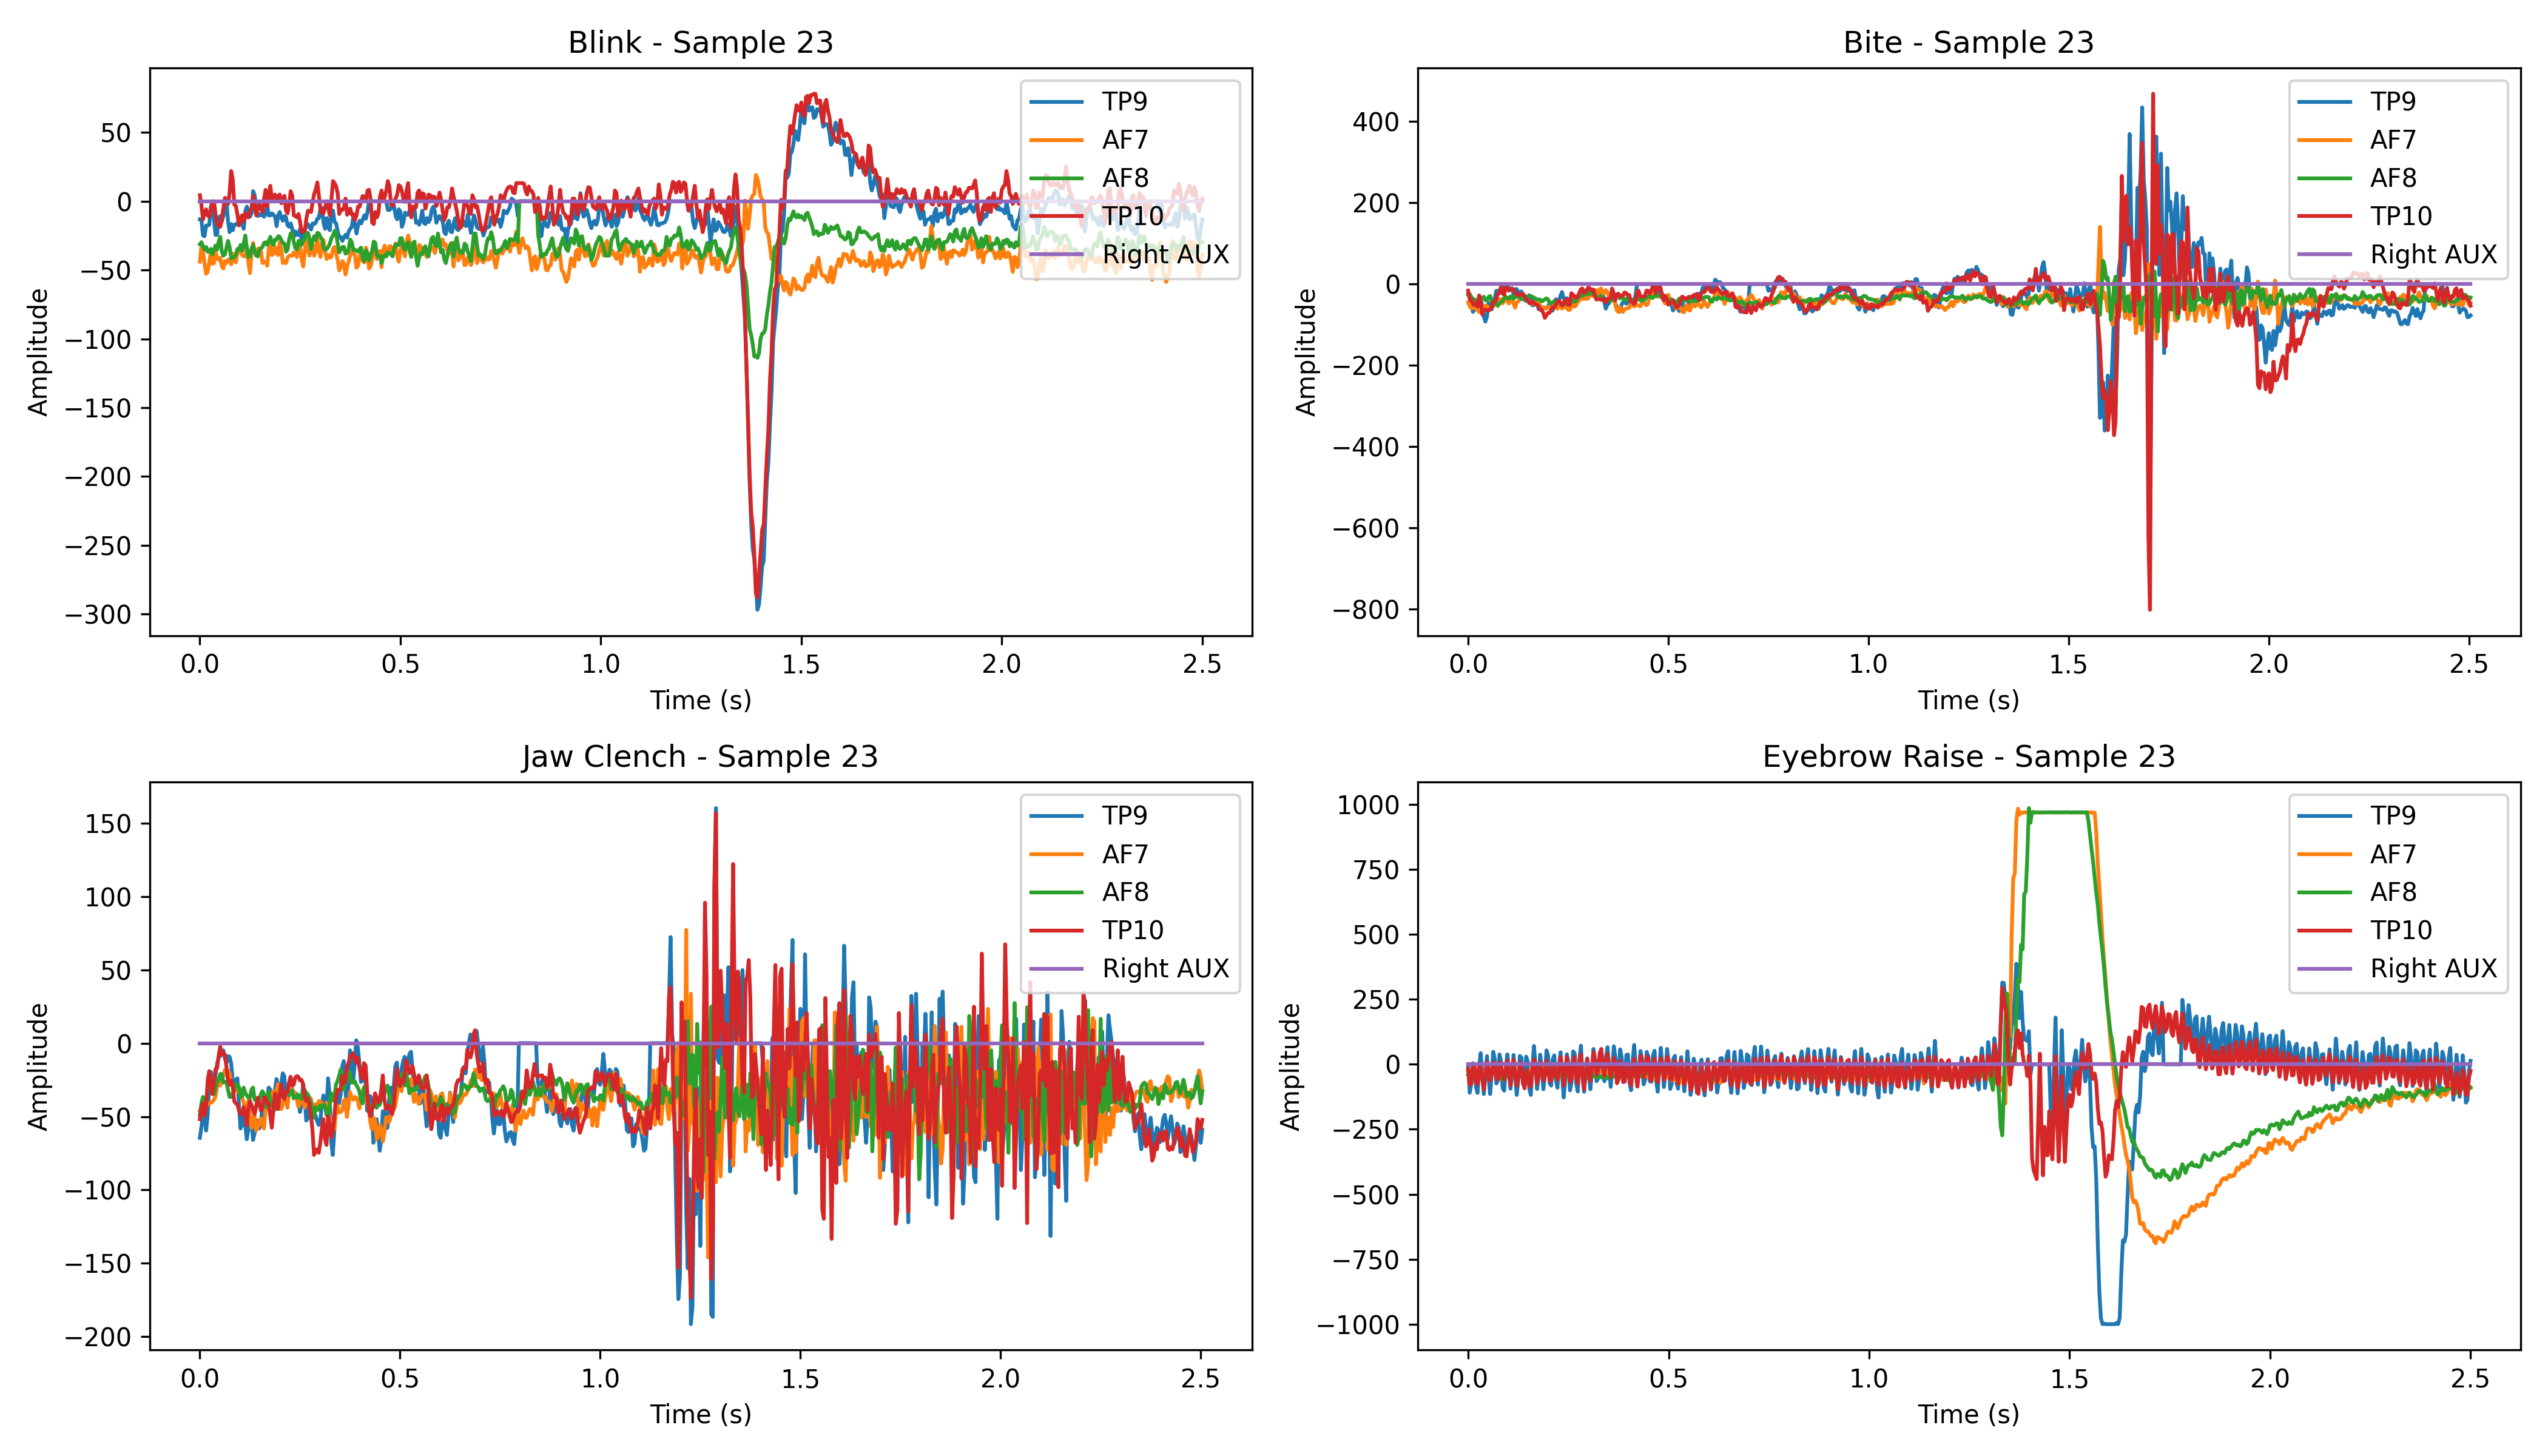 Blink - Sample 23
50
0
−50
−100
−150
−200
−250
−300
Amplitude
0.0 0.5 1.0 1.5 2.0 2.5
Time (s)
TP9
AF7
AF8
TP10
Right AUX
Bite - Sample 23
400
200
0
−200
−400
−600
−800
Amplitude
0.0 0.5 1.0 1.5 2.0 2.5
Time (s)
TP9
AF7
AF8
TP10
Right AUX
Jaw Clench - Sample 23
150
100
50
0
−50
−100
−150
−200
Amplitude
0.0 0.5 1.0 1.5 2.0 2.5
Time (s)
TP9
AF7
AF8
TP10
Right AUX
Eyebrow Raise - Sample 23
1000
750
500
250
0
−250
−500
−750
−1000
Amplitude
0.0 0.5 1.0 1.5 2.0 2.5
Time (s)
TP9
AF7
AF8
TP10
Right AUX